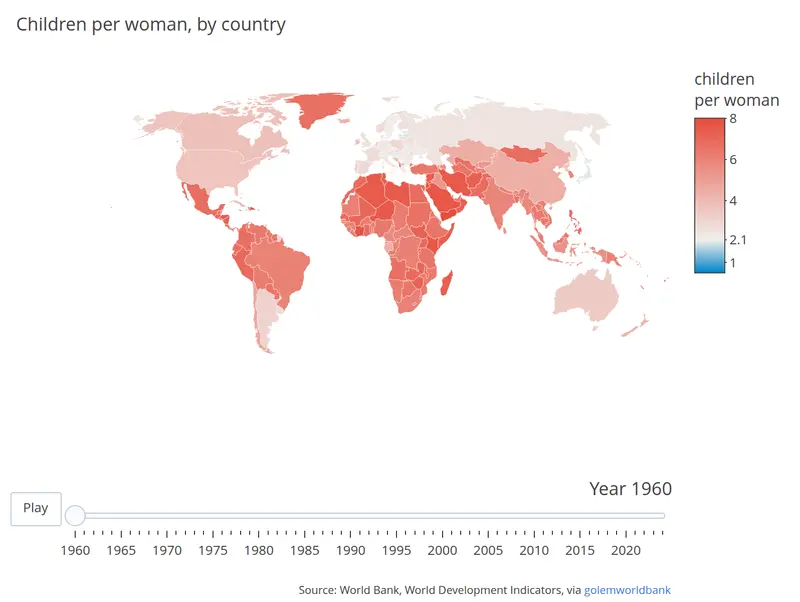 Children per woman, by country
children
per woman
8
6
4
2.1
1
Year 1960
Play
1960 1965 1970 1975 1980 1985 1990 1995 2000 2005 2010 2015 2020
Source: World Bank, World Development Indicators, via golemworldbank